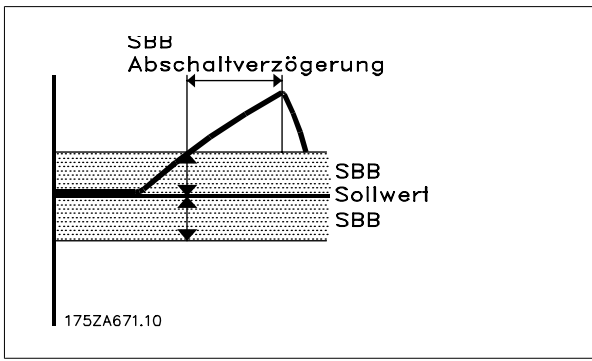 SBB
Abschaltverzögerung
SBB
Sollwert
SBB
175ZA671.10